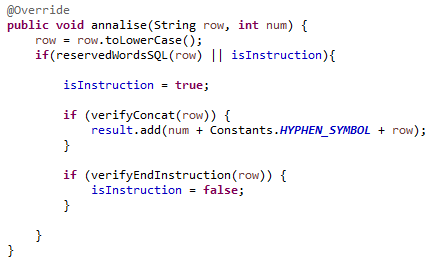 @Override
public void annalise(String row, int num) {
row = row.toLowerCase();
if(reservedWordsSQL(row) || isInstruction){
isInstruction = true;
if (verifyConcat(row)) {
result.add(num + Constants.HYPHEN_SYMBOL + row);
}
if (verifyEndInstruction(row)) {
isInstruction = false;
}
}
}